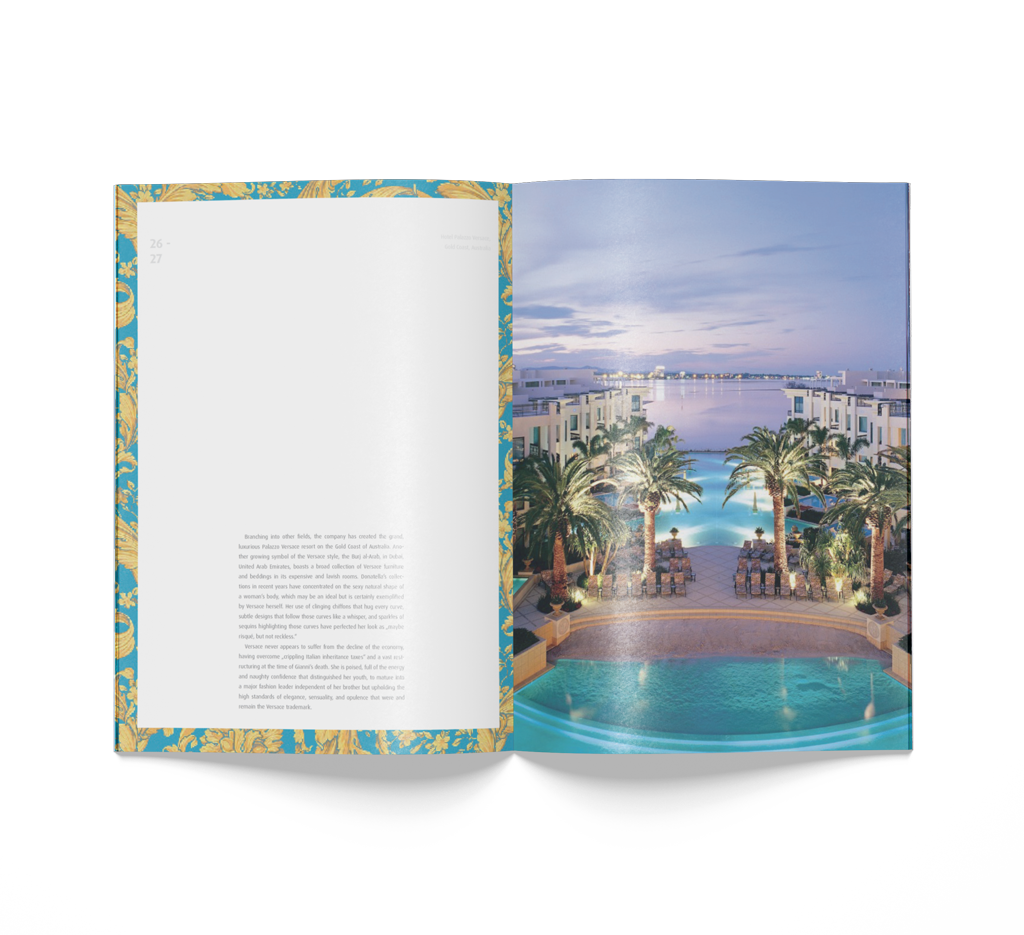 26 –
27
Branching into other fields, the company has created the grand,
luxurious Palazzo Versace resort on the Gold Coast of Australia.
ther growing symbol of the Versace style, the Burj al-Arab, in Dubai,
United Arab Emirates, boasts a broad collection of Versace furniture
and beddings in its expensive and lavish rooms. Donatella's
tions in recent years have concentrated on the sexy natural shape of
a woman's body, which may be an ideal but is certainly exemplified
by Versace herself. Her use of clinging chiffons that hug every curve,
subtle designs that follow these curves like a whisper, and sparkles of
sequins highlighting those curves have perfected her look as „maybe
risqué, but not reckless."
Versace never appears to suffer from the decline of the economy,
having overcome „crippling Italian inheritance taxes" and a
ructuring at the time of Gianni's death. She is poised, full of the energy
and naughty confidence that distinguished her youth, to mature into
a major fashion leader independent of her brother but upholding the
high standards of elegance, sensuality, and opulence that were and
remain the Versace trademark.